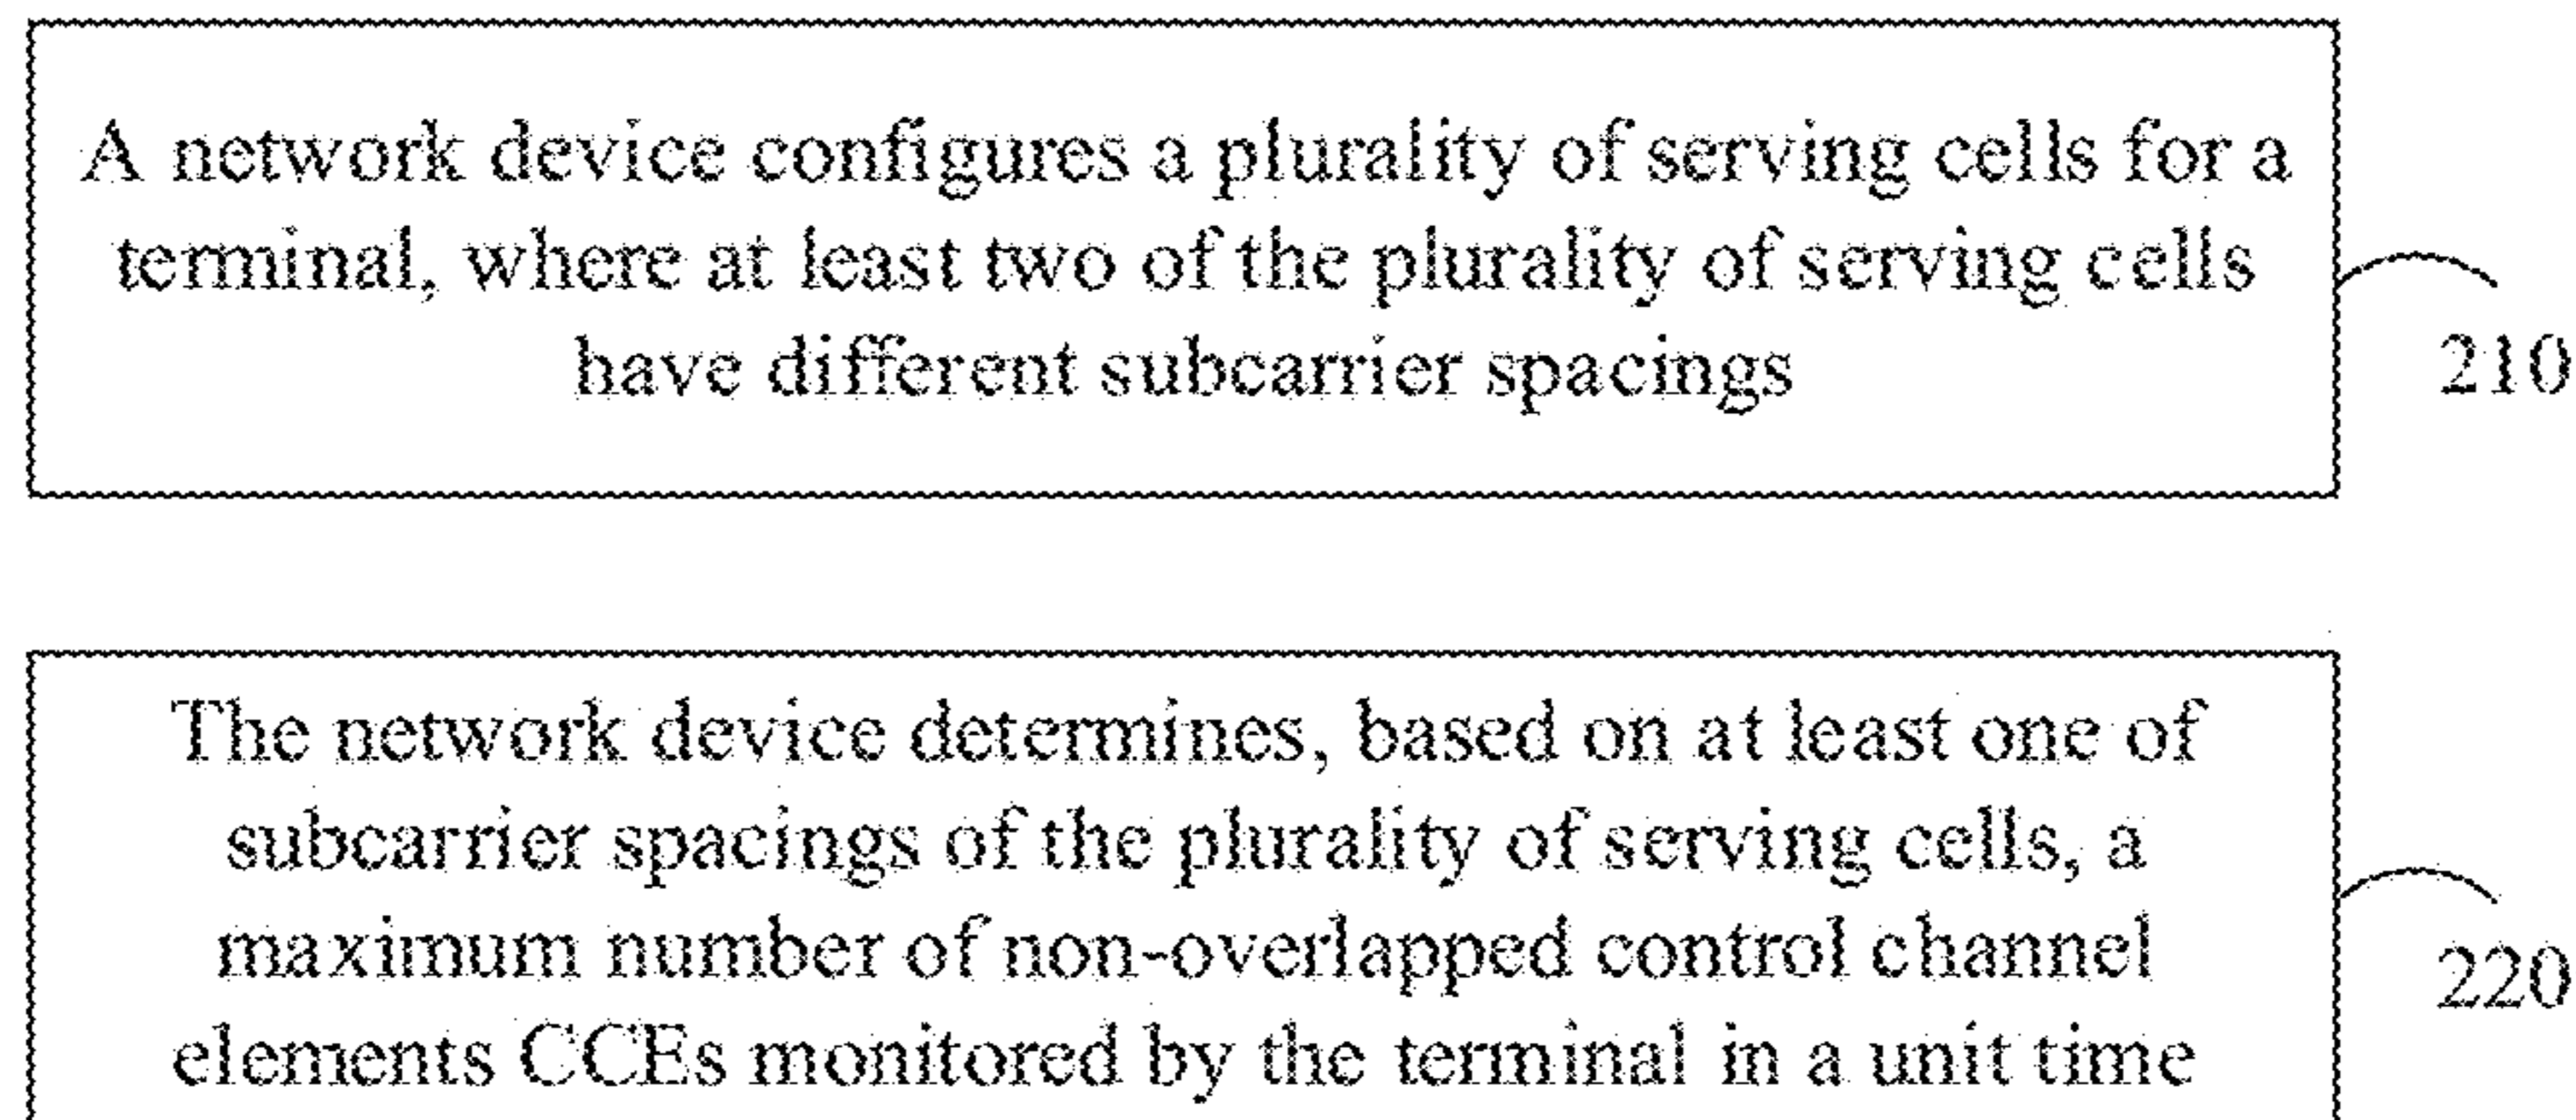 A network device configures a plurality of serving cells for a
terminal, where at least two of the plurality of serving cells
have different subcarrier spacings
210
The network device determines, based on at least one of
subcarrier spacings of the plurality of serving cells, a
maximum number of non-overlapped control channel
elements CCEs monitored by the terminal in a unit time
220